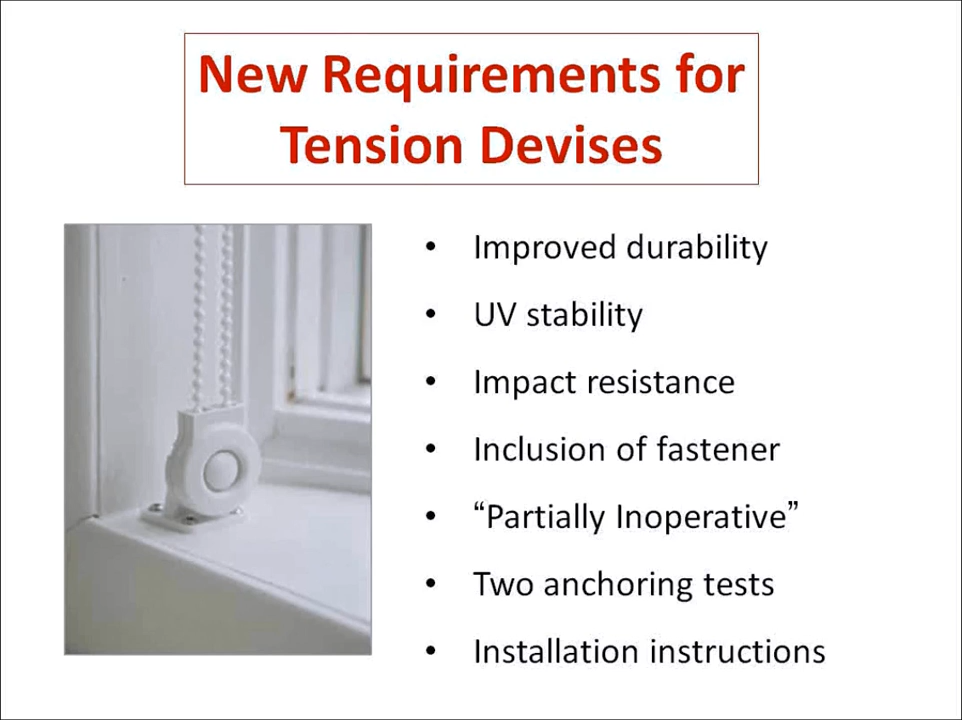 New Requirements for
Tension Devises
• Improved durability
• UV stability
• Impact resistance
• Inclusion of fastener
• “Partially Inoperative”
• Two anchoring tests
• Installation instructions